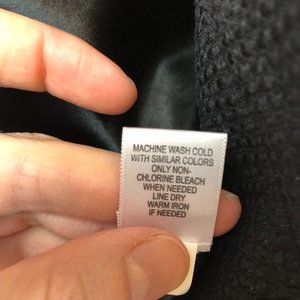 MACHINE WASH COLD
WITH SIMILAR COLORS
ONLY NON-
CHLORINE BLEACH
WHEN NEEDED
LINE DRY
WARM IRON
IF NEEDED